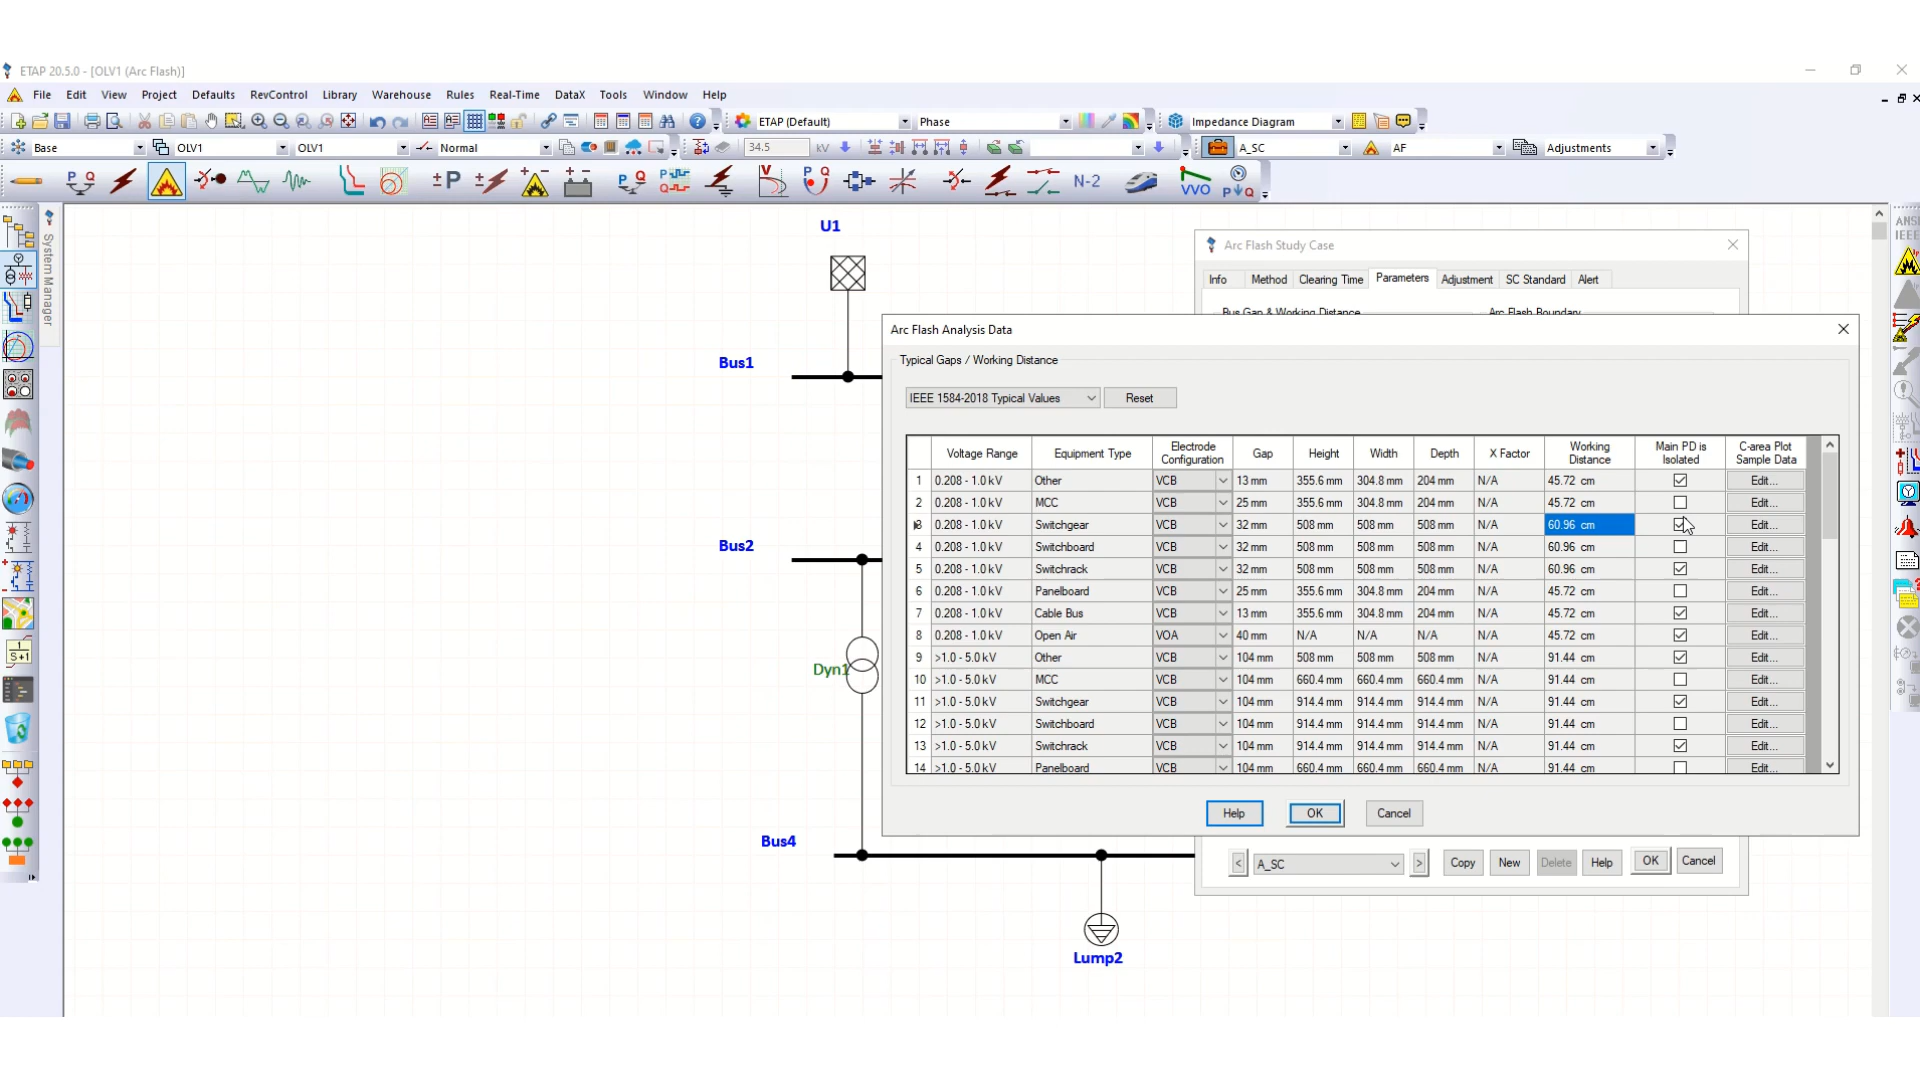 ETAP 20.5.0 - [OLV1 (Arc Flash)]
File Edit View Project Defaults RevControl Library Warehouse Rules Real-Time DataX Tools Window Help
ETAP (Default) Phase Impedance Diagram
Base OLV1 OLV1 Normal 34.5 kV A_SC AF Adjustments
N-2 VVO
System Manager
ANSI
IEEE
U1
Bus1
Bus2
Dyn1
Bus4
Lump2
S+1
Arc Flash Study Case
Info Method Clearing Time Parameters Adjustment SC Standard Alert
Bus Gap & Working Distance Arc Flash Boundary
Arc Flash Analysis Data
Typical Gaps / Working Distance
IEEE 1584-2018 Typical Values Reset
Voltage Range Equipment Type Electrode Configuration Gap Height Width Depth X Factor Working Distance Main PD is Isolated C-area Plot Sample Data
1 0.208 - 1.0 kV Other VCB 13 mm 355.6 mm 304.8 mm 204 mm N/A 45.72 cm Edit...
2 0.208 - 1.0 kV MCC VCB 25 mm 355.6 mm 304.8 mm 204 mm N/A 45.72 cm Edit...
3 0.208 - 1.0 kV Switchgear VCB 32 mm 508 mm 508 mm 508 mm N/A 60.96 cm Edit...
4 0.208 - 1.0 kV Switchboard VCB 32 mm 508 mm 508 mm 508 mm N/A 60.96 cm Edit...
5 0.208 - 1.0 kV Switchrack VCB 32 mm 508 mm 508 mm 508 mm N/A 60.96 cm Edit...
6 0.208 - 1.0 kV Panelboard VCB 25 mm 355.6 mm 304.8 mm 204 mm N/A 45.72 cm Edit...
7 0.208 - 1.0 kV Cable Bus VCB 13 mm 355.6 mm 304.8 mm 204 mm N/A 45.72 cm Edit...
8 0.208 - 1.0 kV Open Air VOA 40 mm N/A N/A N/A N/A 45.72 cm Edit...
9 >1.0 - 5.0 kV Other VCB 104 mm 508 mm 508 mm 508 mm N/A 91.44 cm Edit...
10 >1.0 - 5.0 kV MCC VCB 104 mm 660.4 mm 660.4 mm 660.4 mm N/A 91.44 cm Edit...
11 >1.0 - 5.0 kV Switchgear VCB 104 mm 914.4 mm 914.4 mm 914.4 mm N/A 91.44 cm Edit...
12 >1.0 - 5.0 kV Switchboard VCB 104 mm 914.4 mm 914.4 mm 914.4 mm N/A 91.44 cm Edit...
13 >1.0 - 5.0 kV Switchrack VCB 104 mm 914.4 mm 914.4 mm 914.4 mm N/A 91.44 cm Edit...
14 >1.0 - 5.0 kV Panelboard VCB 104 mm 660.4 mm 660.4 mm 660.4 mm N/A 91.44 cm Edit...
Help OK Cancel
< A_SC > Copy New Delete Help OK Cancel